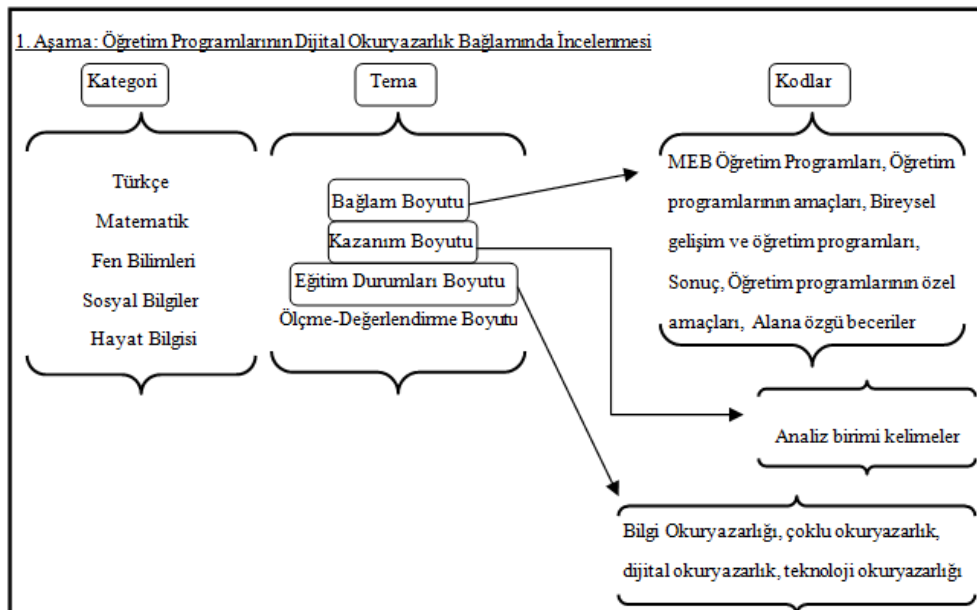 1. Aşama: Öğretim Programlarının Dijital Okuryazarlık Bağlamında İncelenmesi
Kategori
Tema
Kodlar
Türkçe
Matematik
Fen Bilimleri
Sosyal Bilgiler
Hayat Bilgisi
Bağlam Boyutu
Kazanım Boyutu
Eğitim Durumları Boyutu
Ölçme-Değerlendirme Boyutu
MEB Öğretim Programları, Öğretim
programlarının amaçları, Bireysel
gelişim ve öğretim programları,
Sonuç, Öğretim programlarının özel
amaçları, Alana özgü beceriler
Analiz birimi kelimeler
Bilgi Okuryazarlığı, çoklu okuryazarlık,
dijital okuryazarlık, teknoloji okuryazarlığı